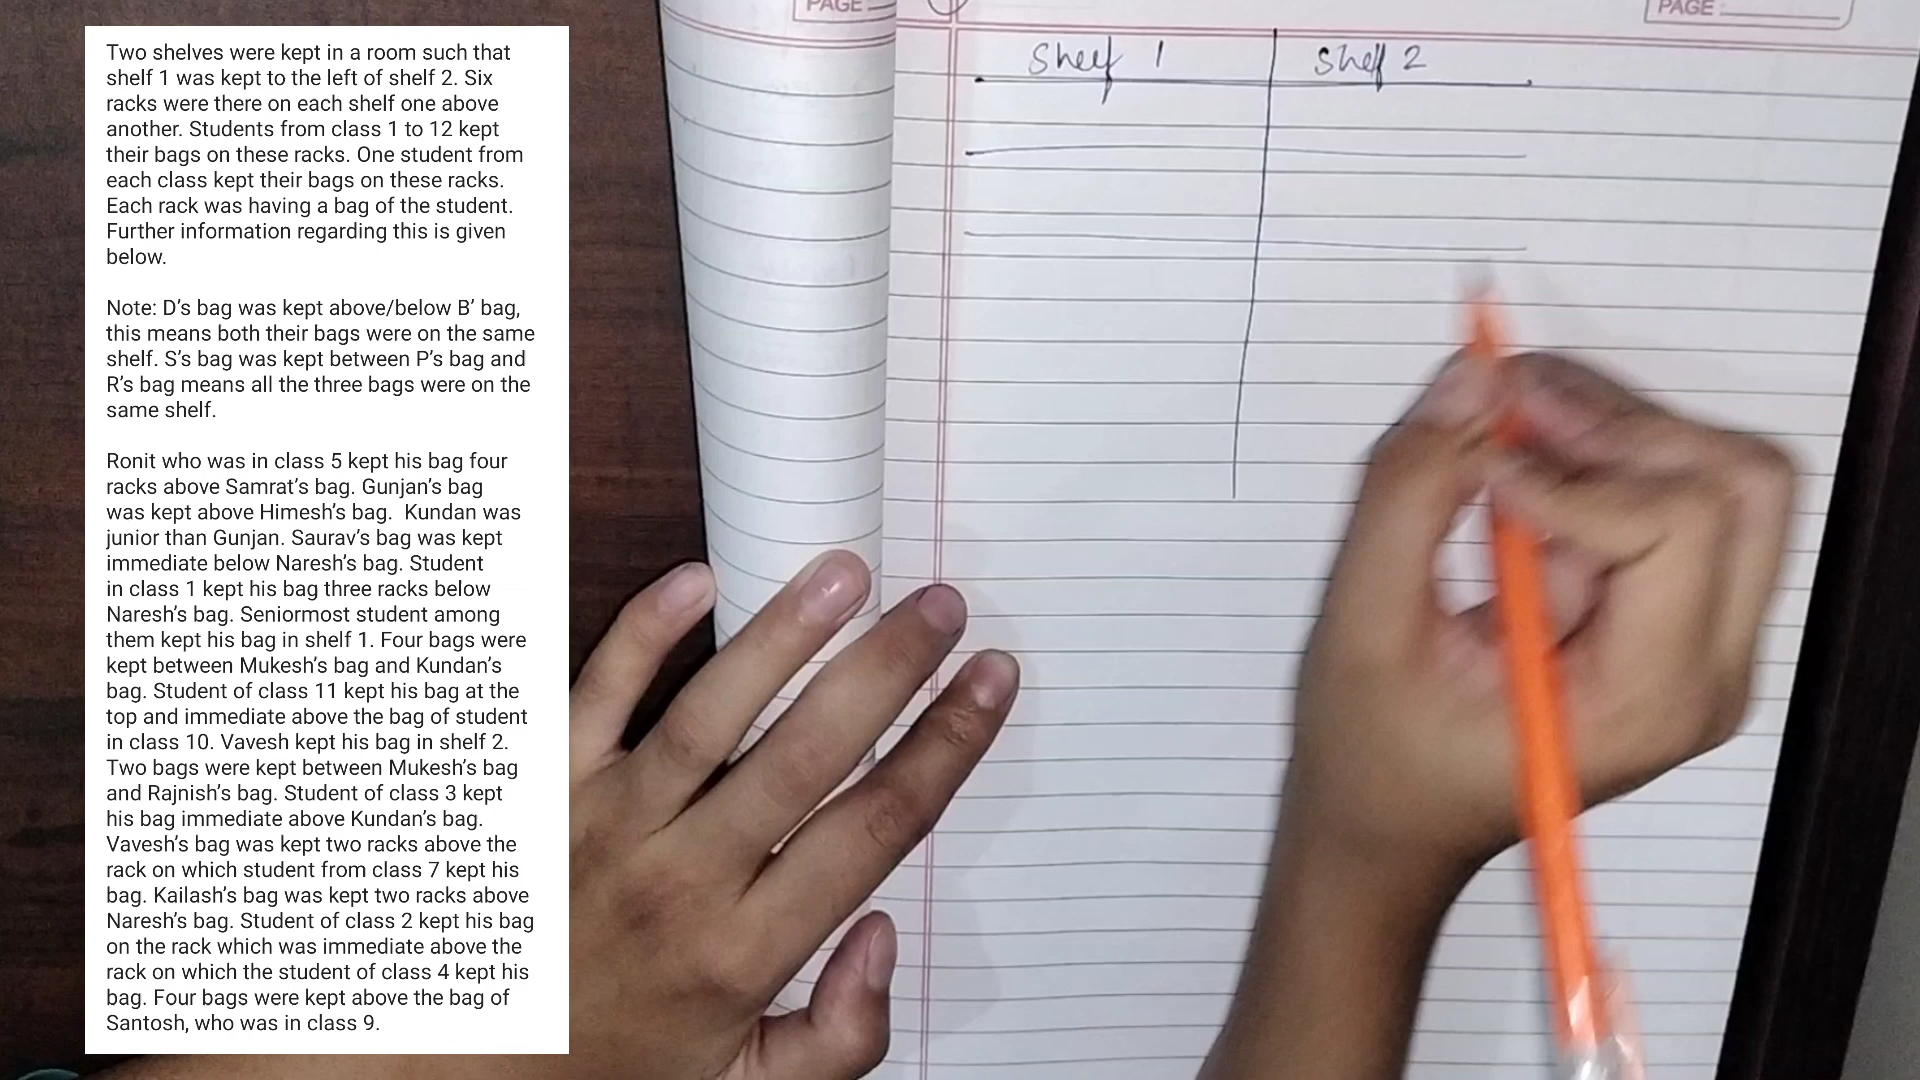 Two shelves were kept in a room such that
shelf 1 was kept to the left of shelf 2. Six
racks were there on each shelf one above
another. Students from class 1 to 12 kept
their bags on these racks. One student from
each class kept their bags on these racks.
Each rack was having a bag of the student.
Further information regarding this is given
below.
Note: D’s bag was kept above/below B’ bag,
this means both their bags were on the same
shelf. S’s bag was kept between P’s bag and
R’s bag means all the three bags were on the
same shelf.
Ronit who was in class 5 kept his bag four
racks above Samrat’s bag. Gunjan’s bag
was kept above Himesh’s bag.  Kundan was
junior than Gunjan. Saurav’s bag was kept
immediate below Naresh’s bag. Student
in class 1 kept his bag three racks below
Naresh’s bag. Seniormost student among
them kept his bag in shelf 1. Four bags were
kept between Mukesh’s bag and Kundan’s
bag. Student of class 11 kept his bag at the
top and immediate above the bag of student
in class 10. Vavesh kept his bag in shelf 2.
Two bags were kept between Mukesh’s bag
and Rajnish’s bag. Student of class 3 kept
his bag immediate above Kundan’s bag.
Vavesh’s bag was kept two racks above the
rack on which student from class 7 kept his
bag. Kailash’s bag was kept two racks above
Naresh’s bag. Student of class 2 kept his bag
on the rack which was immediate above the
rack on which the student of class 4 kept his
bag. Four bags were kept above the bag of
Santosh, who was in class 9.
PAGE
PAGE :
Shelf 1 Shelf 2